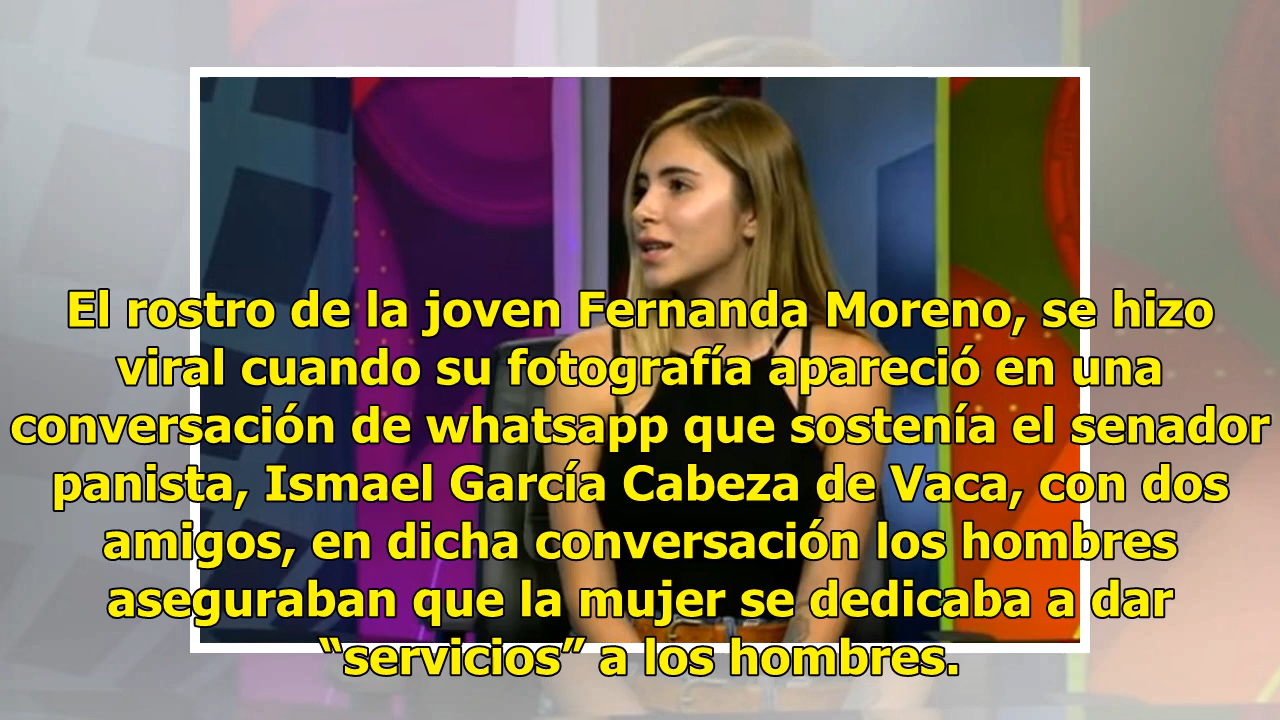 El rostro de la joven Fernanda Moreno, se hizo
viral cuando su fotografía apareció en una
conversación de whatsapp que sostenía el senador
panista, Ismael García Cabeza de Vaca, con dos
amigos, en dicha conversación los hombres
aseguraban que la mujer se dedicaba a dar
“servicios” a los hombres.